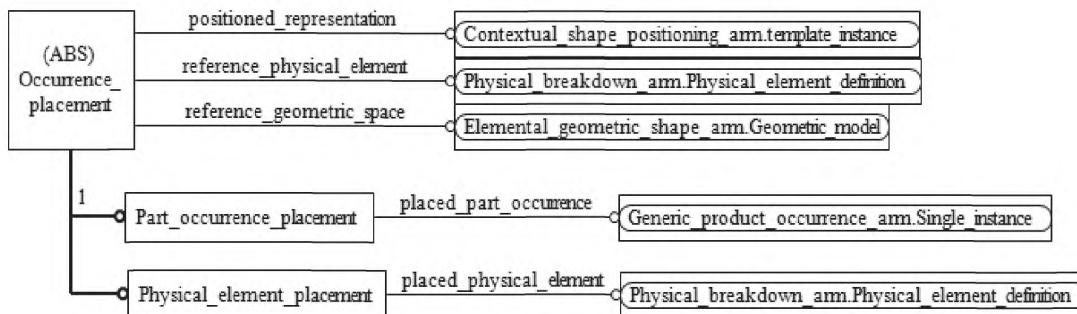 positioned_representation
Contextual_shape_positioning_arm.template_instance
(ABS)
Occurrence_
placement
reference_physical_element
Physical_breakdown_arm.Physical_element_definition
reference_geometric_space
Elemental_geometric_shape_arm.Geometric_model
1
Part_occurrence_placement
placed_part_occurrence
Generic_product_occurrence_arm.Single_instance
Physical_element_placement
placed_physical_element
Physical_breakdown_arm.Physical_element_definition